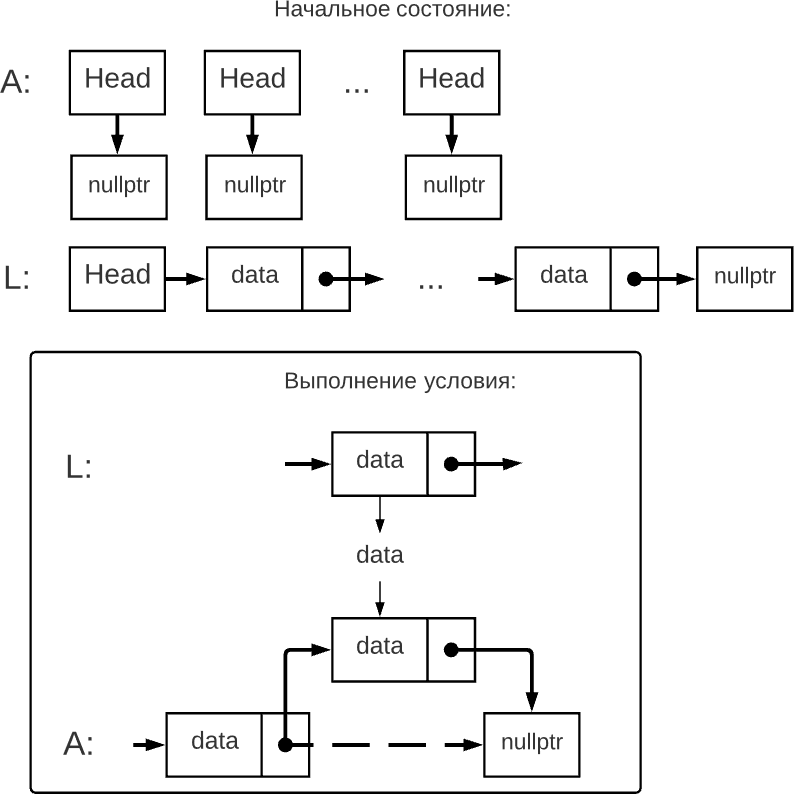 Начальное состояние:
A: Head Head ... Head
nullptr nullptr nullptr
L: Head data ... data nullptr
Выполнение условия:
L: data
data
data
A: data nullptr